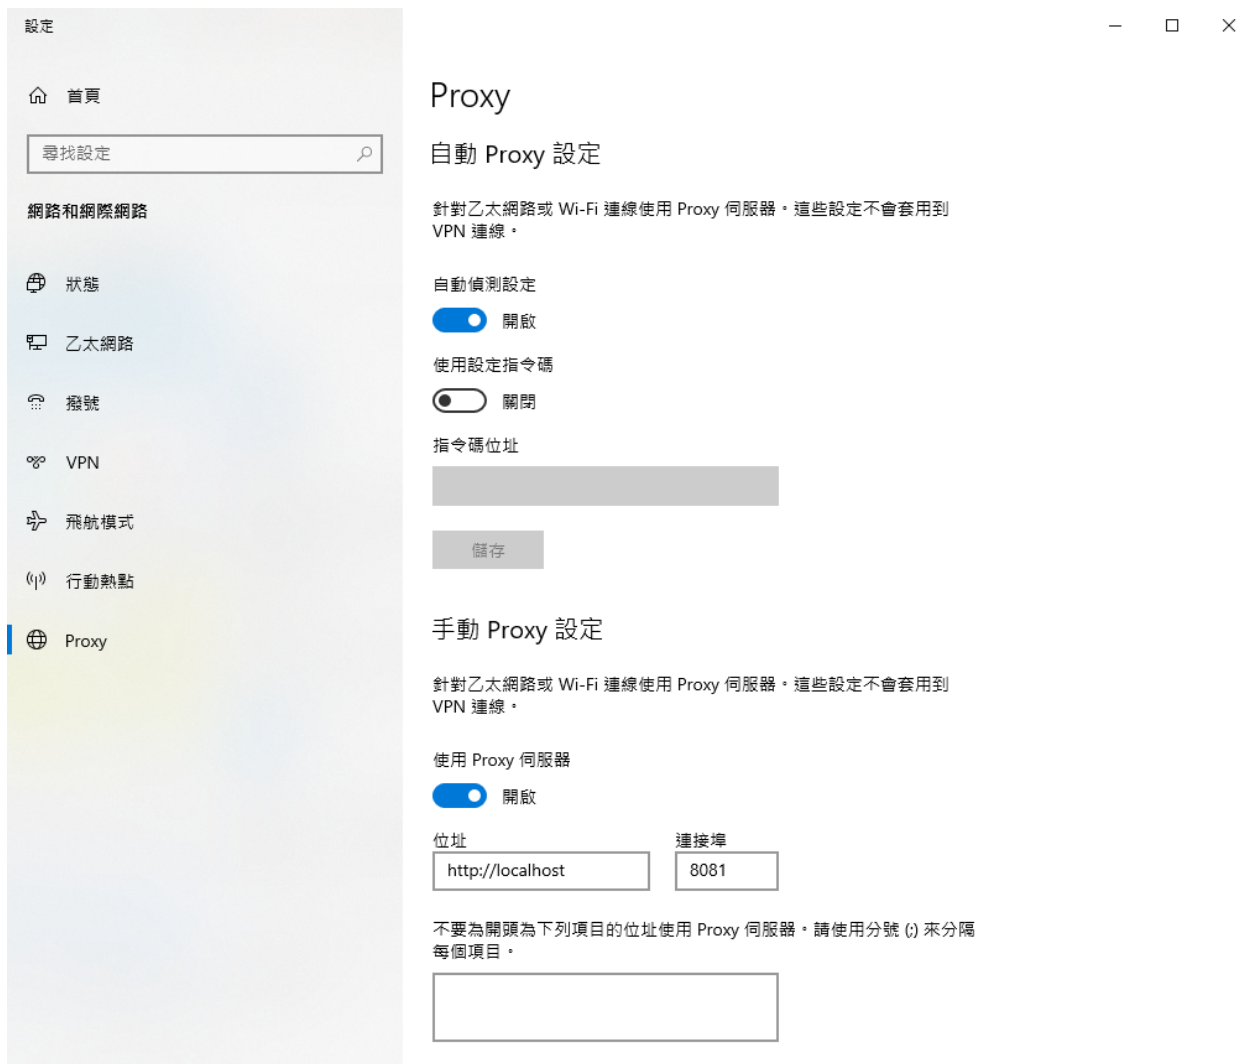 設定
首頁
尋找設定
網路和網際網路
狀態
乙太網路
撥號
VPN
飛航模式
行動熱點
Proxy
Proxy
自動 Proxy 設定
針對乙太網路或 Wi-Fi 連線使用 Proxy 伺服器。這些設定不會套用到
VPN 連線。
自動偵測設定
開啟
使用設定指令碼
關閉
指令碼位址
儲存
手動 Proxy 設定
針對乙太網路或 Wi-Fi 連線使用 Proxy 伺服器。這些設定不會套用到
VPN 連線。
使用 Proxy 伺服器
開啟
位址 連接埠
http://localhost 8081
不要為開頭為下列項目的位址使用 Proxy 伺服器。請使用分號 (;) 來分隔
每個項目。